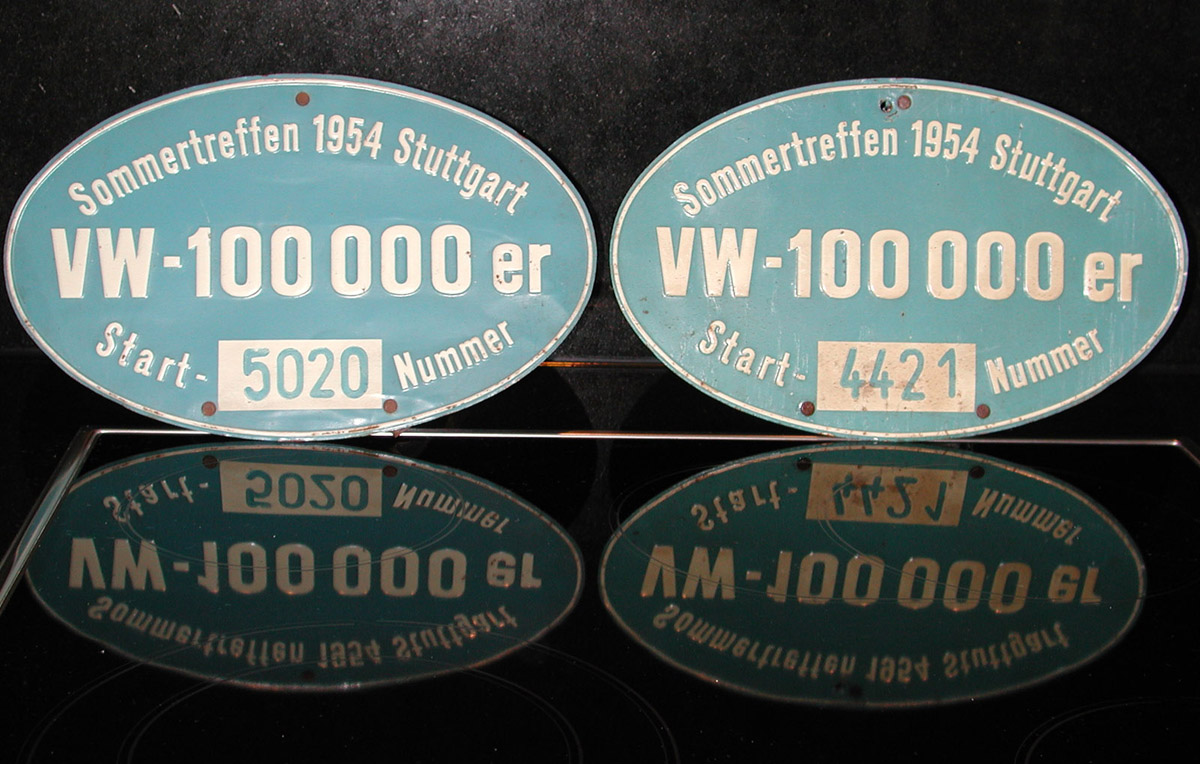 Sommertreffen 1954 Stuttgart
VW-100 000 er
Start- 5020 Nummer
Sommertreffen 1954 Stuttgart
VW-100 000 er
Start- 4421 Nummer